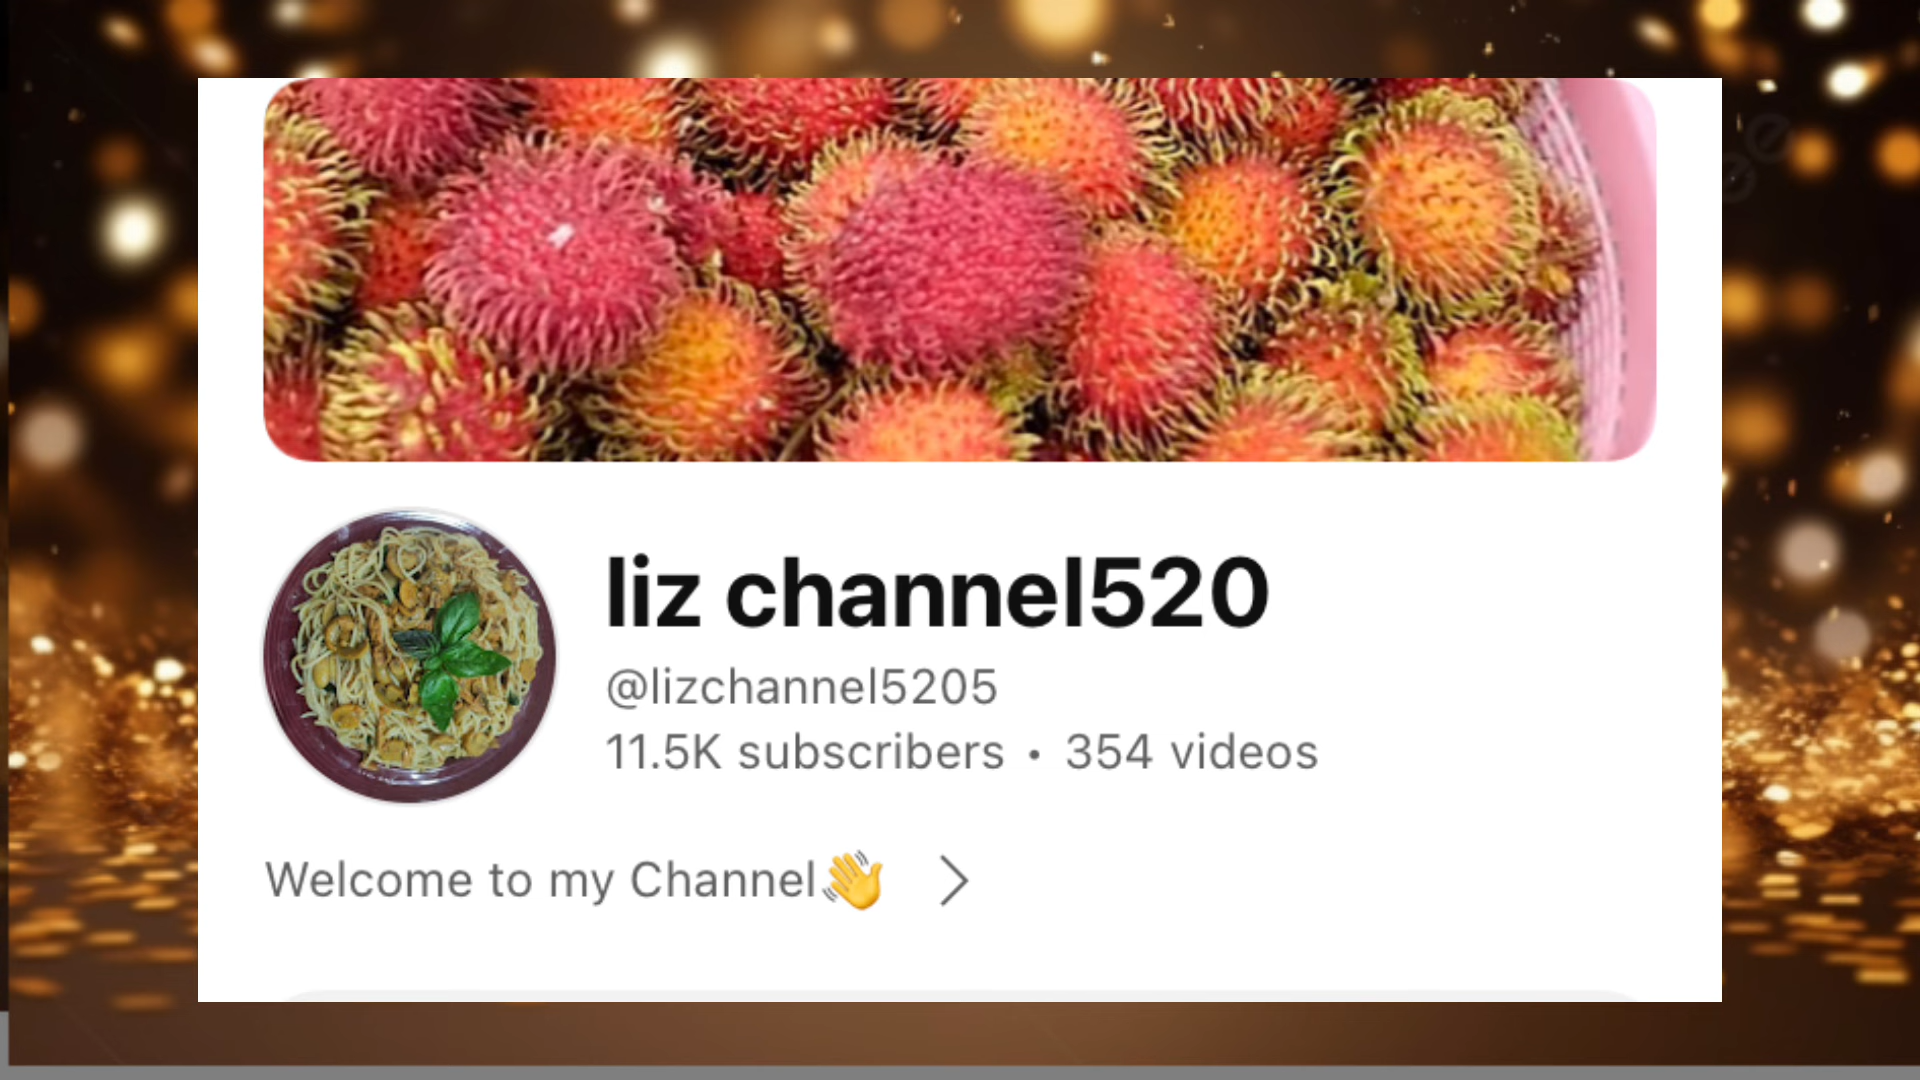 liz channel520
@lizchannel5205
11.5K subscribers • 354 videos
Welcome to my Channel👋 >